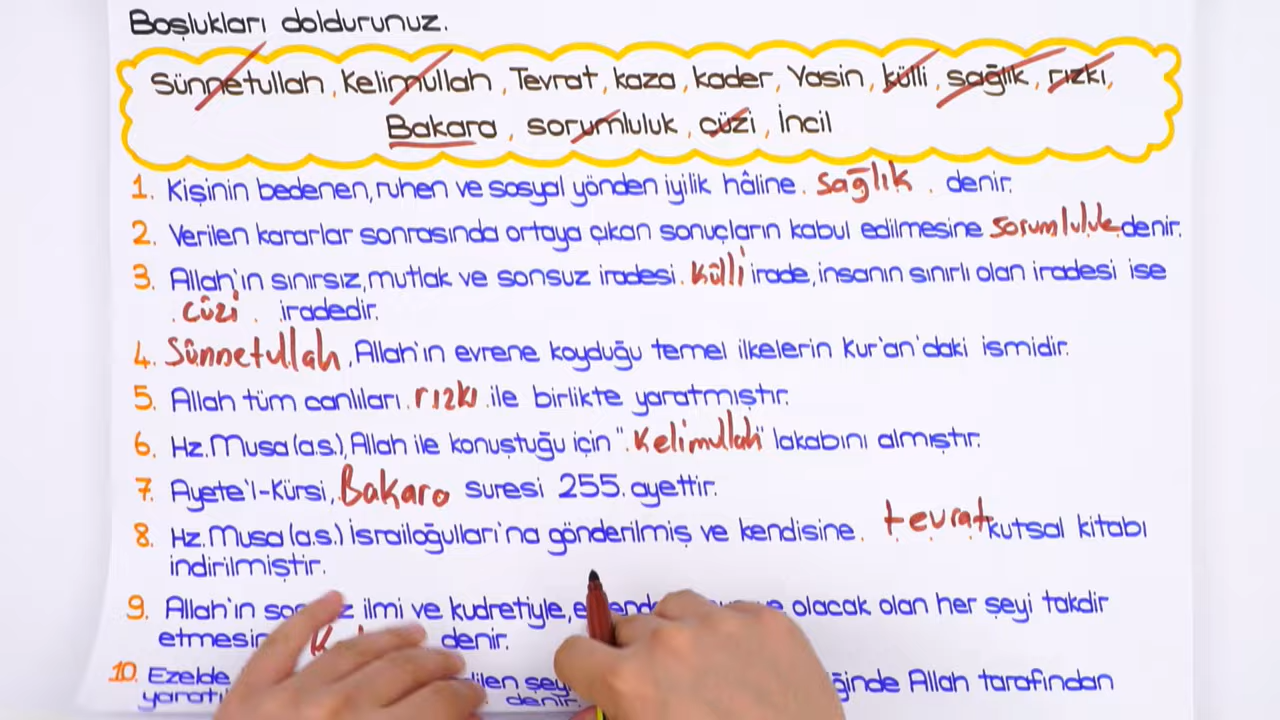 Boşlukları doldurunuz.
Sünnetullah, Kelimullah, Tevrat, kaza, kader, Yasin, külli, sağlık, rızkı,
Bakara, sorumluluk, cüzi, İncil
1. Kişinin bedenen, ruhen ve sosyal yönden iyilik hâline. sağlık. denir.
2. Verilen kararlar sonrasında ortaya çıkan sonuçların kabul edilmesine sorumluluk denir.
3. Allah'ın sınırsız, mutlak ve sonsuz iradesi. külli irade, insanın sınırlı olan iradesi ise
. cüzi. iradedir.
4. Sünnetullah, Allah'ın evrene koyduğu temel ilkelerin Kur'an'daki ismidir.
5. Allah tüm canlıları. rızkı. ile birlikte yaratmıştır.
6. Hz. Musa (a.s.), Allah ile konuştuğu için ". Kelimullah" lakabını almıştır.
7. Ayete'l-Kürsi, Bakara suresi 255. ayettir.
8. Hz. Musa (a.s.) İsrailoğulları'na gönderilmiş ve kendisine. tevrat kutsal kitabı
indirilmiştir.
9. Allah'ın ilmi ve kudretiyle, olacak olan her şeyi takdir
denir.
10. Ezelde Allah tarafından
denir.